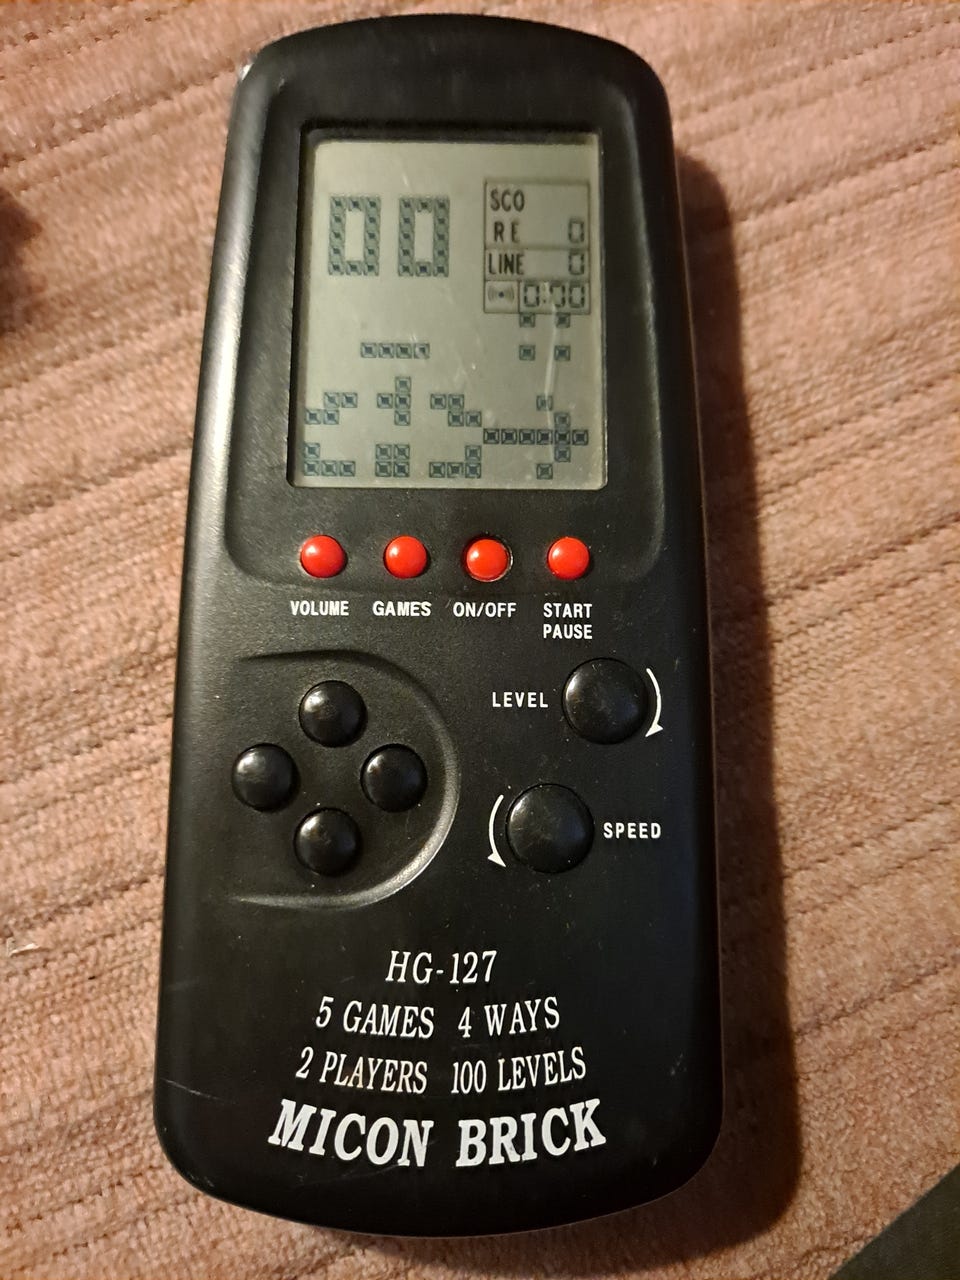 00
SCO
RE 0
LINE 0
0:00
VOLUME GAMES ON/OFF START
PAUSE
LEVEL
SPEED
HG-127
5 GAMES 4 WAYS
2 PLAYERS 100 LEVELS
MICON BRICK